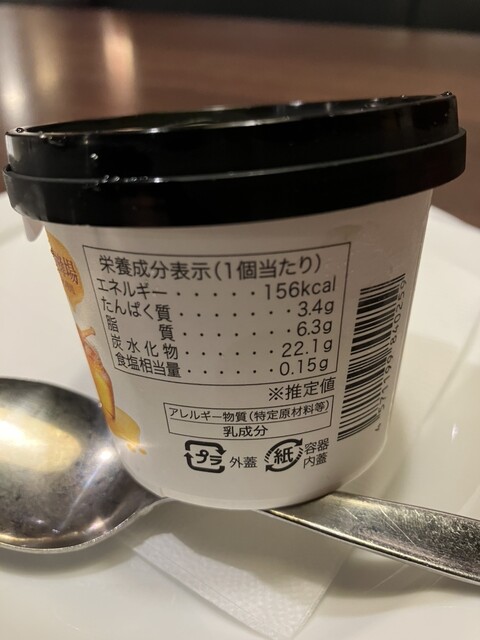 栄養成分表示(1個当たり)
エネルギー・・・・・156kcal
たんぱく質・・・・・・3.4g
脂　　質・・・・・・6.3g
炭水化物・・・・・・22.1g
食塩相当量・・・・・・0.15g
※推定値
アレルギー物質(特定原材料等)
乳成分
プラ 外蓋
紙 容器
内蓋